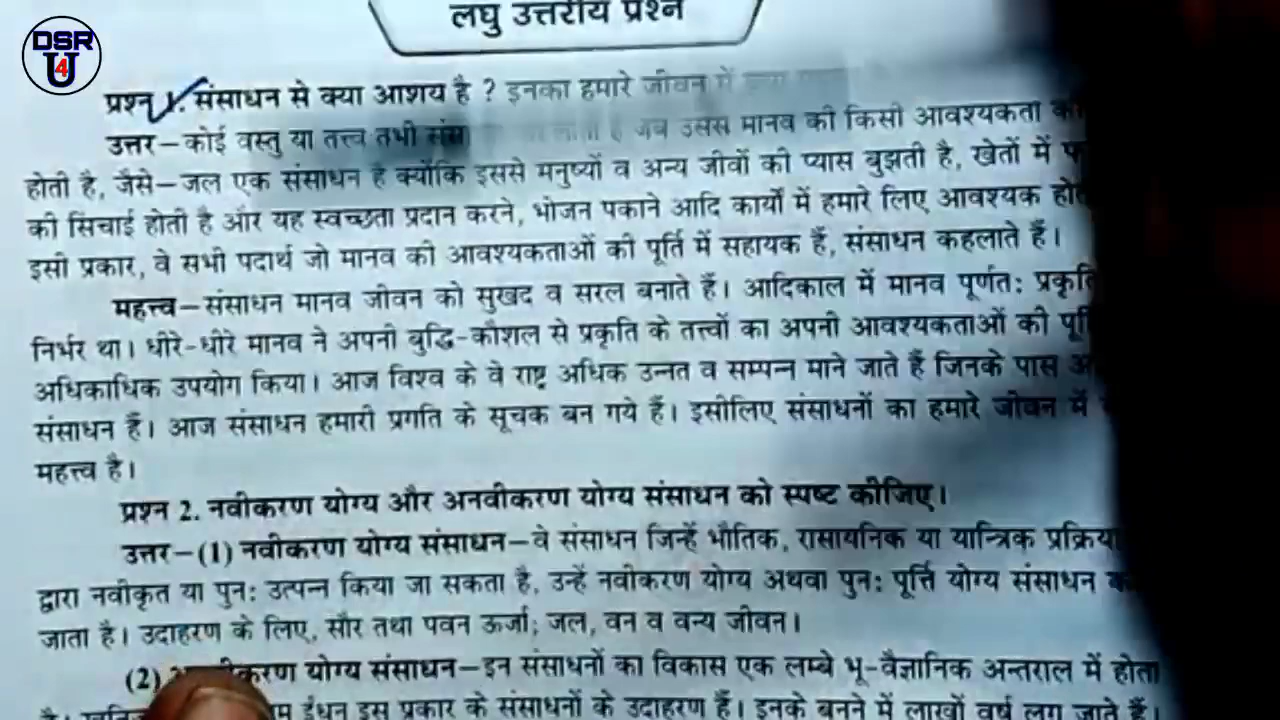 DSR
U
4
लघु उत्तरीय प्रश्न
प्रश्न 1. संसाधन से क्या आशय है ? इनका हमारे जीवन में
उत्तर–कोई वस्तु या तत्त्व तभी जब उससे मानव की किसी आवश्यकता
होती है, जैसे–जल एक संसाधन है क्योंकि इससे मनुष्यों व अन्य जीवों की प्यास बुझती है, खेतों में
की सिंचाई होती है और यह स्वच्छता प्रदान करने, भोजन पकाने आदि कार्यों में हमारे लिए आवश्यक
इसी प्रकार, वे सभी पदार्थ जो मानव की आवश्यकताओं की पूर्ति में सहायक हैं, संसाधन कहलाते हैं।
महत्त्व–संसाधन मानव जीवन को सुखद व सरल बनाते हैं। आदिकाल में मानव पूर्णत: प्रकृति
निर्भर था। धीरे-धीरे मानव ने अपनी बुद्धि-कौशल से प्रकृति के तत्त्वों का अपनी आवश्यकताओं की
अधिकाधिक उपयोग किया। आज विश्व के वे राष्ट्र अधिक उन्नत व सम्पन्न माने जाते हैं जिनके पास
संसाधन हैं। आज संसाधन हमारी प्रगति के सूचक बन गये हैं। इसीलिए संसाधनों का हमारे जीवन में
महत्त्व है।
प्रश्न 2. नवीकरण योग्य और अनवीकरण योग्य संसाधन को स्पष्ट कीजिए।
उत्तर–(1) नवीकरण योग्य संसाधन–वे संसाधन जिन्हें भौतिक, रासायनिक या यान्त्रिक
द्वारा नवीकृत या पुन: उत्पन्न किया जा सकता है, उन्हें नवीकरण योग्य अथवा पुन: पूर्त्ति योग्य संसाधन
जाता है। उदाहरण के लिए, सौर तथा पवन ऊर्जा; जल, वन व वन्य जीवन।
(2) योग्य संसाधन–इन संसाधनों का विकास एक लम्बे भू-वैज्ञानिक अन्तराल में होता
ईंधन इस प्रकार के संसाधनों के उदाहरण हैं। इनके बनने में लाखों वर्ष लग जाते हैं।